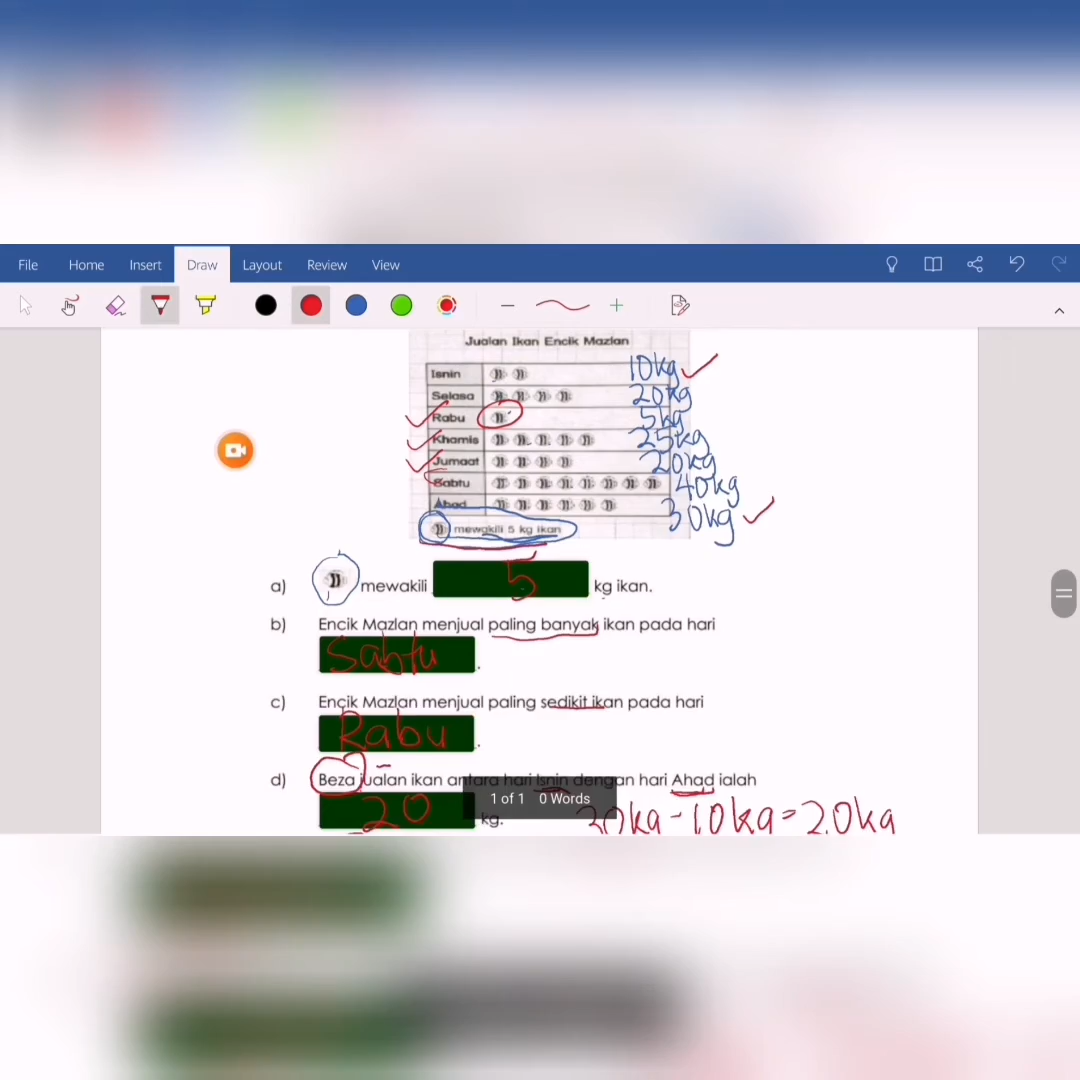 File Home Insert Draw Layout Review View
Jualan Ikan Encik Mazlan
Isnin 10kg
Selasa 20kg
Rabu 5kg
Khamis 25kg
Jumaat 20kg
Sabtu 40kg
Ahad 30kg
mewakili 5 kg ikan
a) mewakili 5 kg ikan.
b) Encik Mazlan menjual paling banyak ikan pada hari
Sabtu.
c) Encik Mazlan menjual paling sedikit ikan pada hari
Rabu.
d) Beza jualan ikan antara hari Isnin dengan hari Ahad ialah
20 kg. 30kg - 10kg = 20kg
1 of 1 0 Words